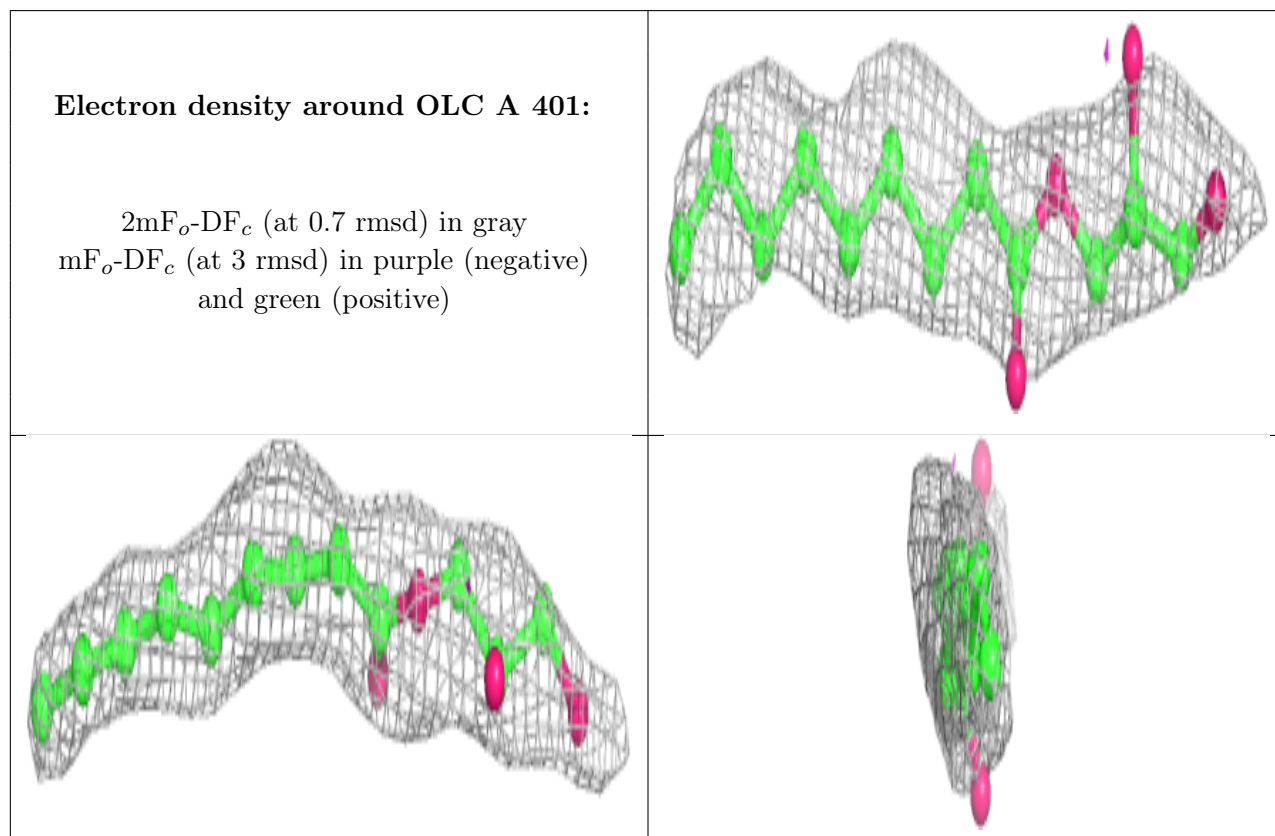 Electron density around OLC A 401:
2mFo-DFc (at 0.7 rmsd) in gray
mFo-DFc (at 3 rmsd) in purple (negative)
and green (positive)